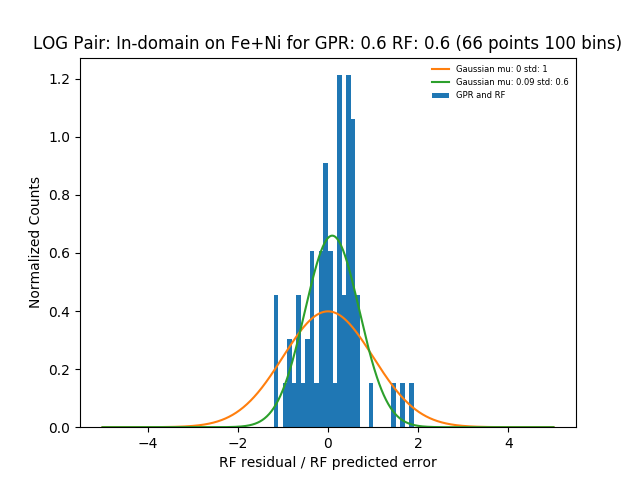 LOG Pair: In-domain on Fe+Ni for GPR: 0.6 RF: 0.6 (66 points 100 bins)
Gaussian mu: 0 std: 1
Gaussian mu: 0.09 std: 0.6
GPR and RF
Normalized Counts
1.2
1.0
0.8
0.6
0.4
0.2
0.0
−4 −2 0 2 4
RF residual / RF predicted error